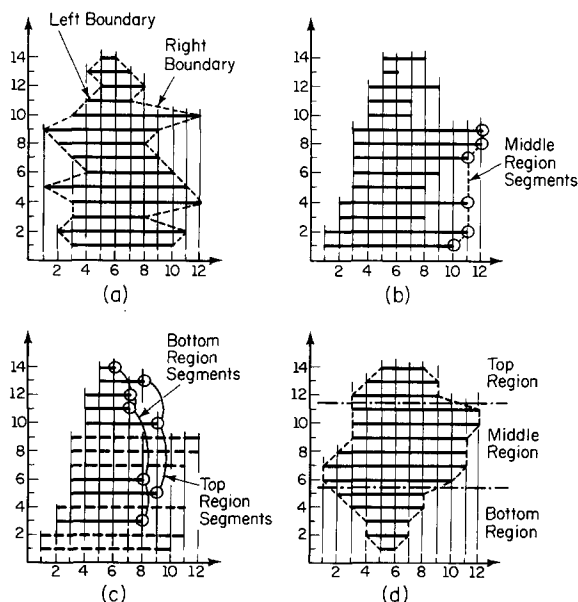 Left Boundary
Right
Boundary
14
12
10
8
6
4
2
2 4 6 8 10 12
(a)
14
12
10
8
6
4
2
Middle
Region
Segments
2 4 6 8 10 12
(b)
14
12
10
8
6
4
2
Bottom
Region
Segments
Top
Region
Segments
2 4 6 8 10 12
(c)
14
12
10
8
6
4
2
Top
Region
Middle
Region
Bottom
Region
2 4 6 8 10 12
(d)